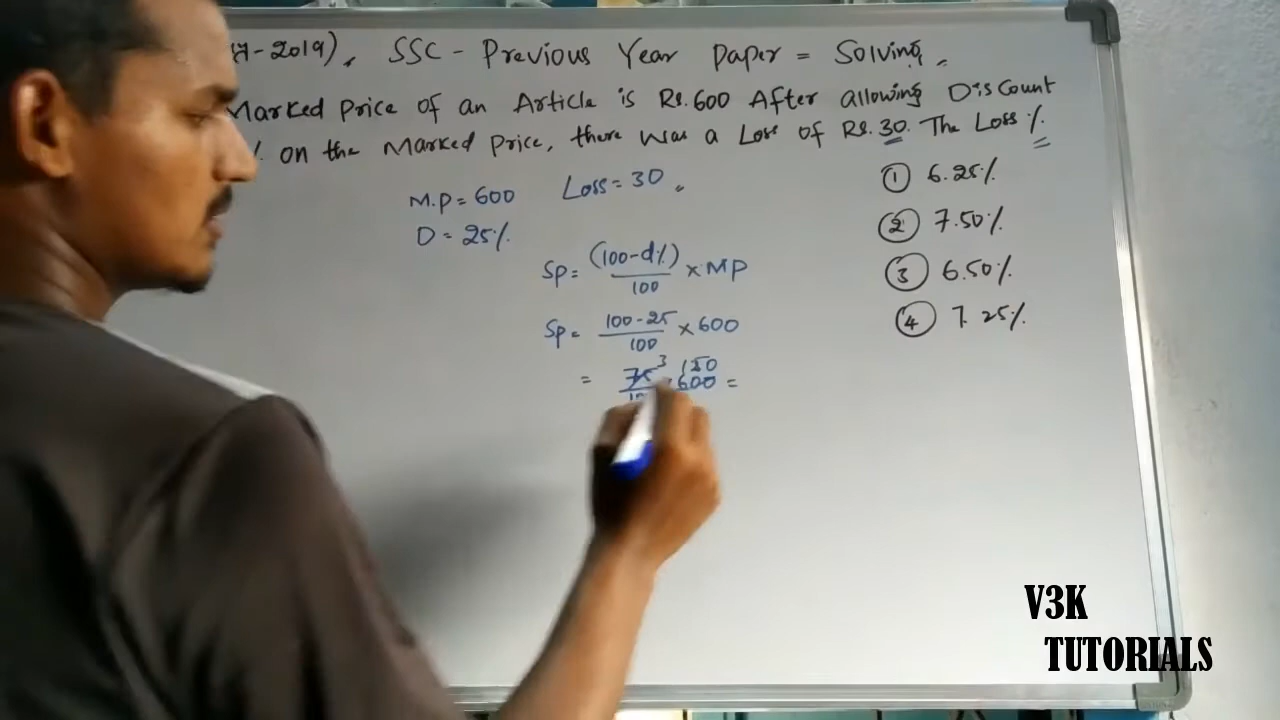 -2019), SSC - Previous Year Paper = Solving,
Marked Price of an Article is Rs. 600 After allowing Discount
% on the Marked Price, there was a Loss of Rs. 30. The Loss %.
M.P = 600 Loss = 30,
D = 25%.
SP = (100-d%)/100 × MP
SP = 100-25/100 × 600
= 75 3 × 600 150 =
① 6.25%
② 7.50%
③ 6.50%
④ 7.25%
V3K
TUTORIALS